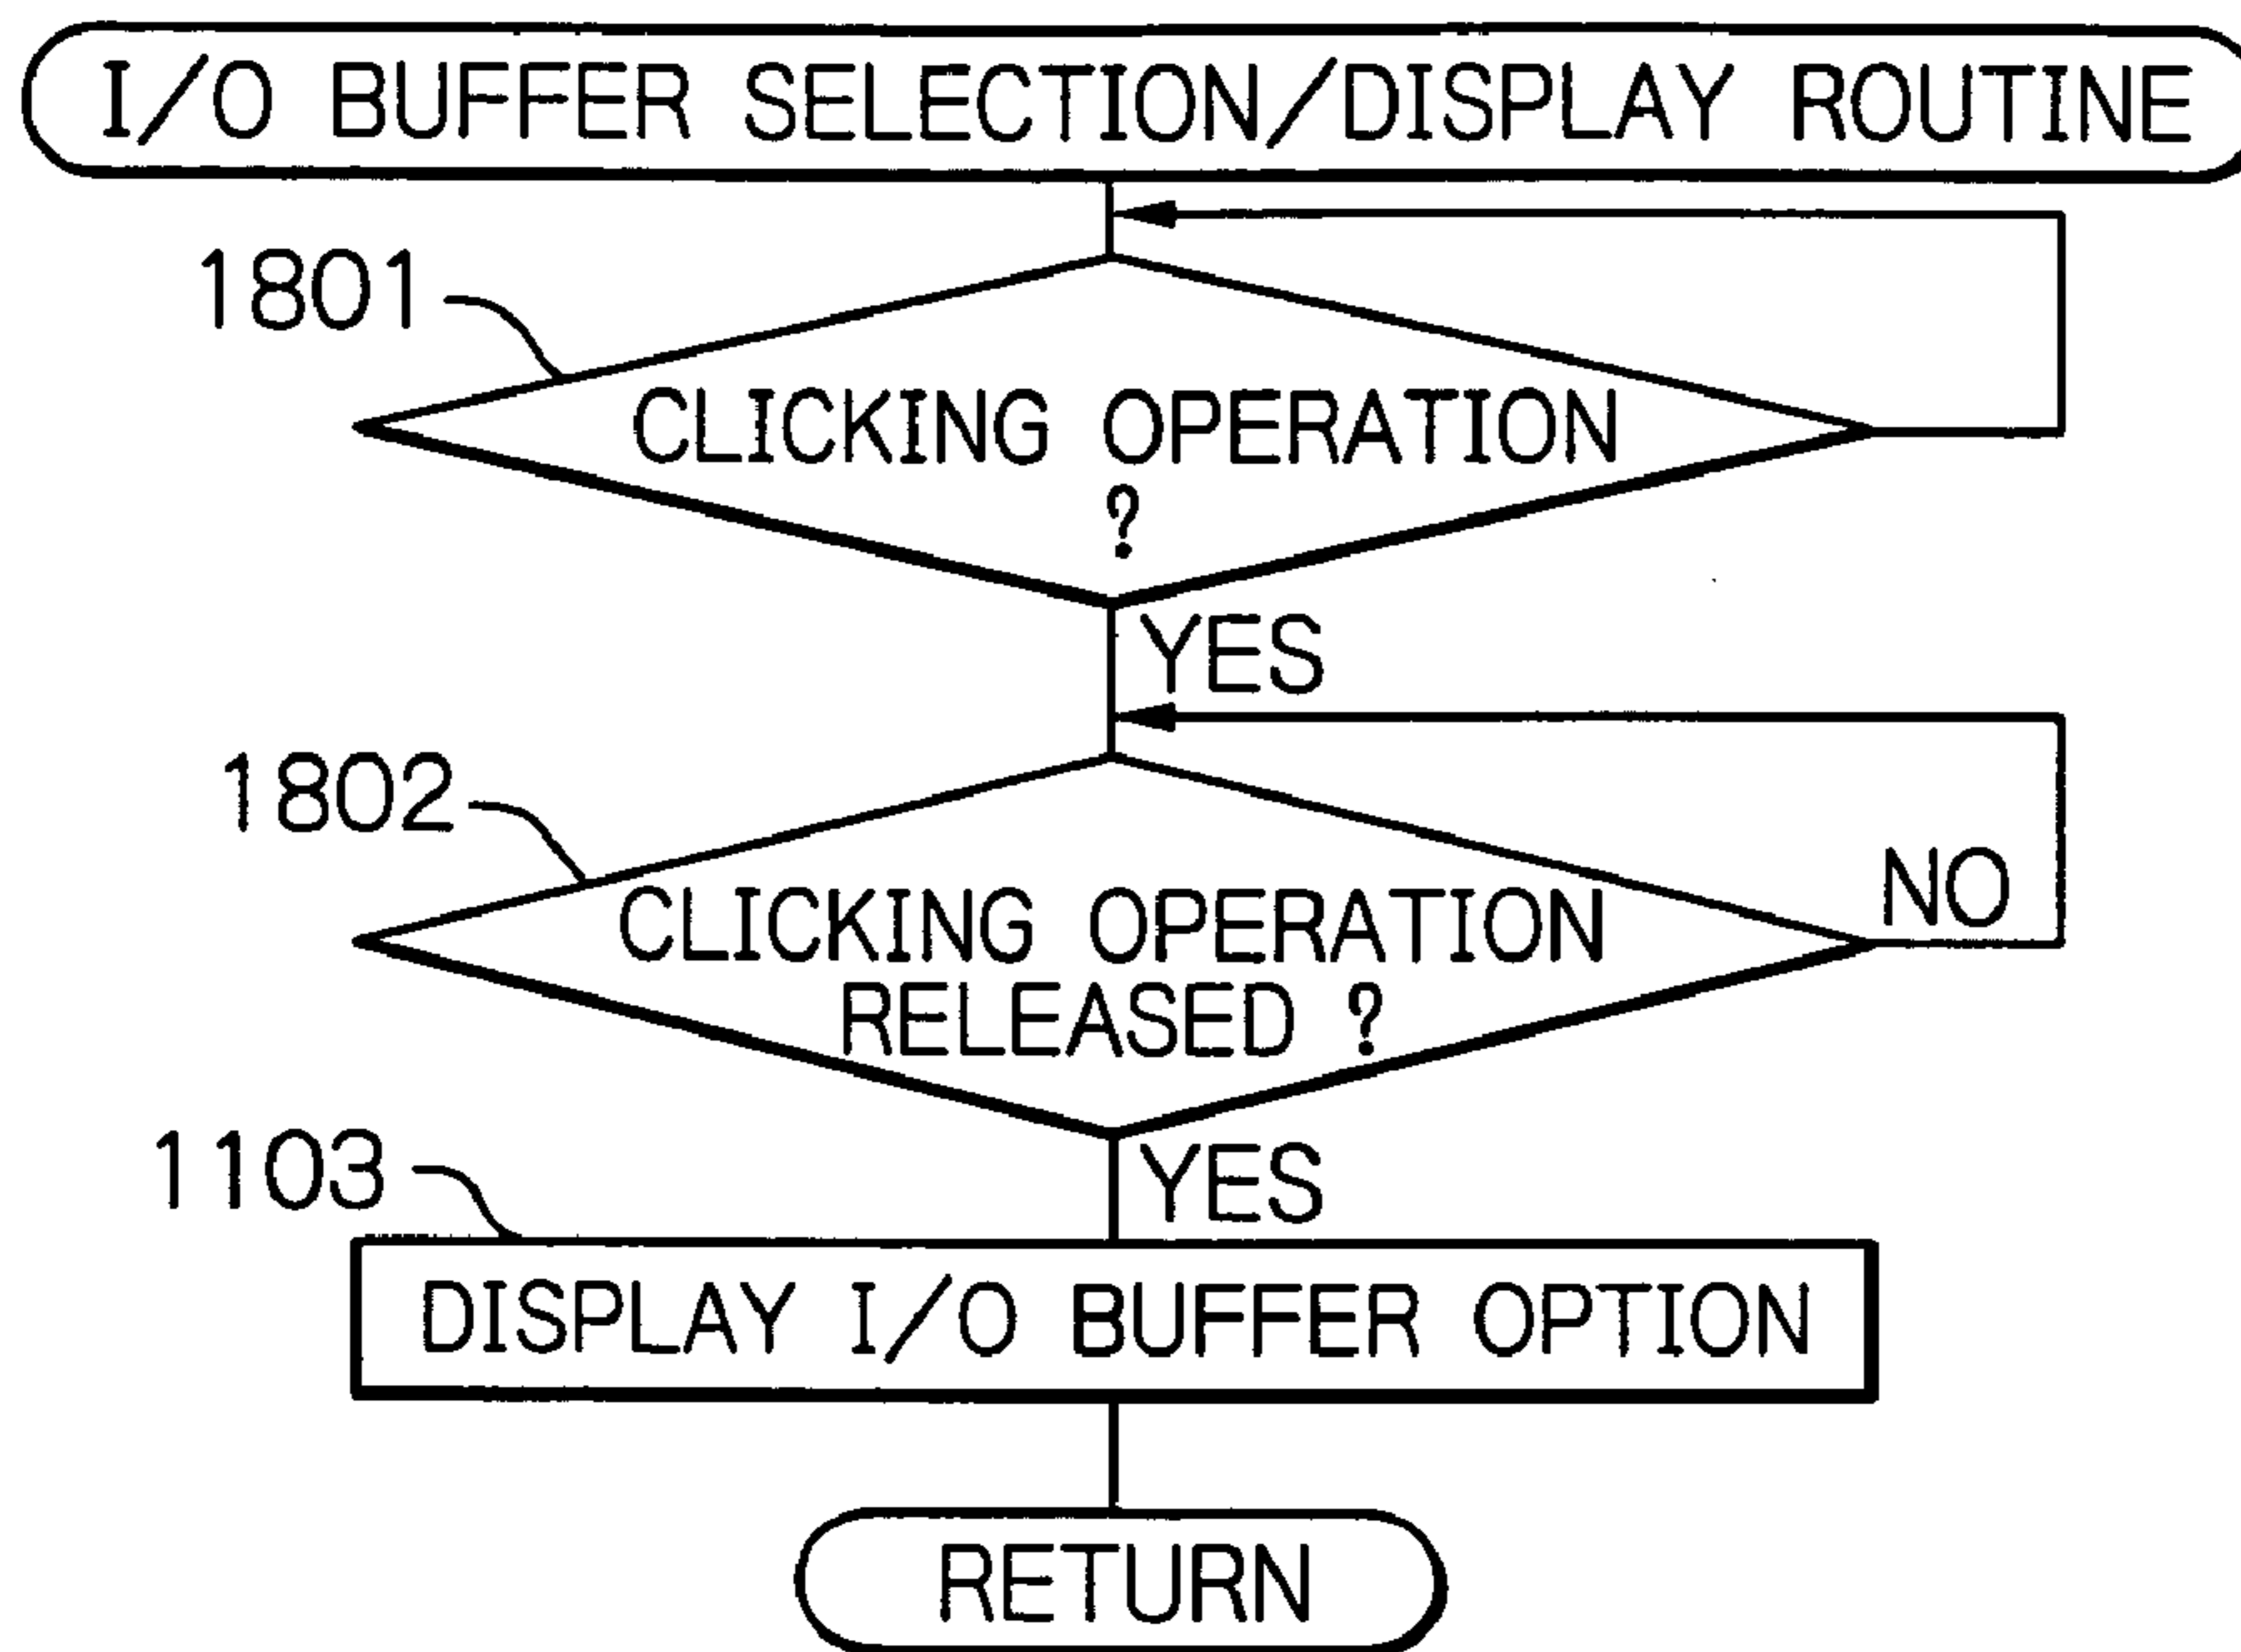 I/O BUFFER SELECTION/DISPLAY ROUTINE
1801
CLICKING OPERATION
?
YES
1802
NO
CLICKING OPERATION
RELEASED ?
YES
1103
DISPLAY I/O BUFFER OPTION
RETURN